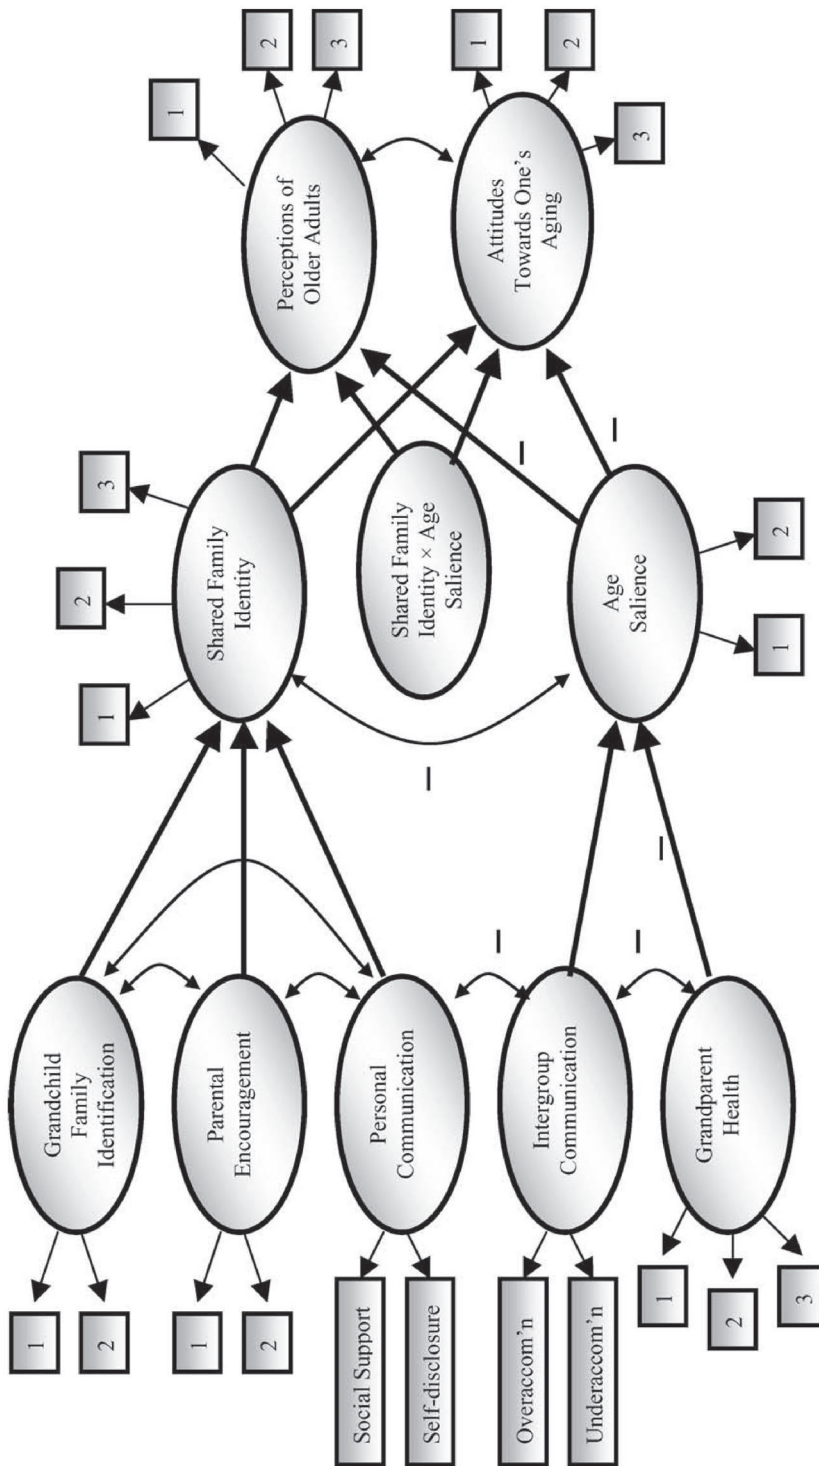 1
2
Grandchild
Family
Identification
1
2
Parental
Encouragement
Social Support
Self-disclosure
Personal
Communication
Overaccom'n
Underaccom'n
Intergroup
Communication
1
2
3
Grandparent
Health
–
–
–
–
1
2
3
Shared Family
Identity
Shared Family
Identity × Age
Salience
Age
Salience
1
2
–
–
Perceptions of
Older Adults
1
2
3
Attitudes
Towards One's
Aging
1
2
3